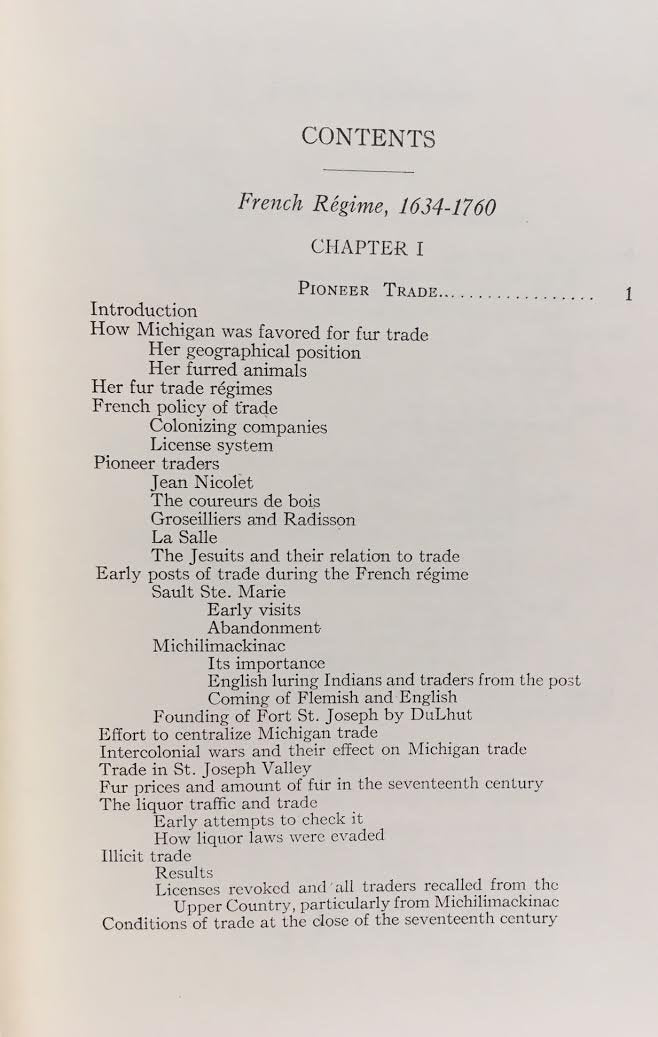 CONTENTS
French Régime, 1634-1760
CHAPTER I
PIONEER TRADE.................... 1
Introduction
How Michigan was favored for fur trade
Her geographical position
Her furred animals
Her fur trade régimes
French policy of trade
Colonizing companies
License system
Pioneer traders
Jean Nicolet
The coureurs de bois
Groseilliers and Radisson
La Salle
The Jesuits and their relation to trade
Early posts of trade during the French régime
Sault Ste. Marie
Early visits
Abandonment
Michilimackinac
Its importance
English luring Indians and traders from the post
Coming of Flemish and English
Founding of Fort St. Joseph by DuLhut
Effort to centralize Michigan trade
Intercolonial wars and their effect on Michigan trade
Trade in St. Joseph Valley
Fur prices and amount of fur in the seventeenth century
The liquor traffic and trade
Early attempts to check it
How liquor laws were evaded
Illicit trade
Results
Licenses revoked and all traders recalled from the
Upper Country, particularly from Michilimackinac
Conditions of trade at the close of the seventeenth century